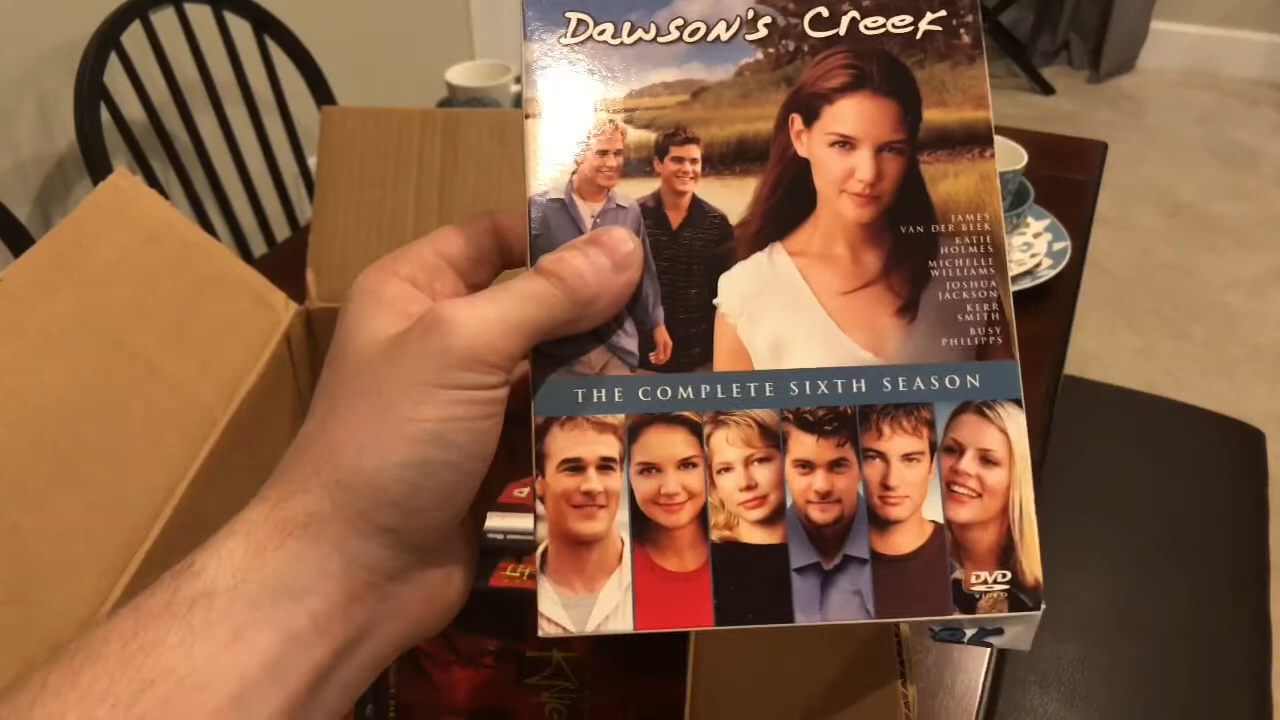 Dawson's Creek
JAMES
VAN DER BEEK
KATIE
HOLMES
MICHELLE
WILLIAMS
JOSHUA
JACKSON
KERR
SMITH
BUSY
PHILIPPS
THE COMPLETE SIXTH SEASON
DVD
VIDEO